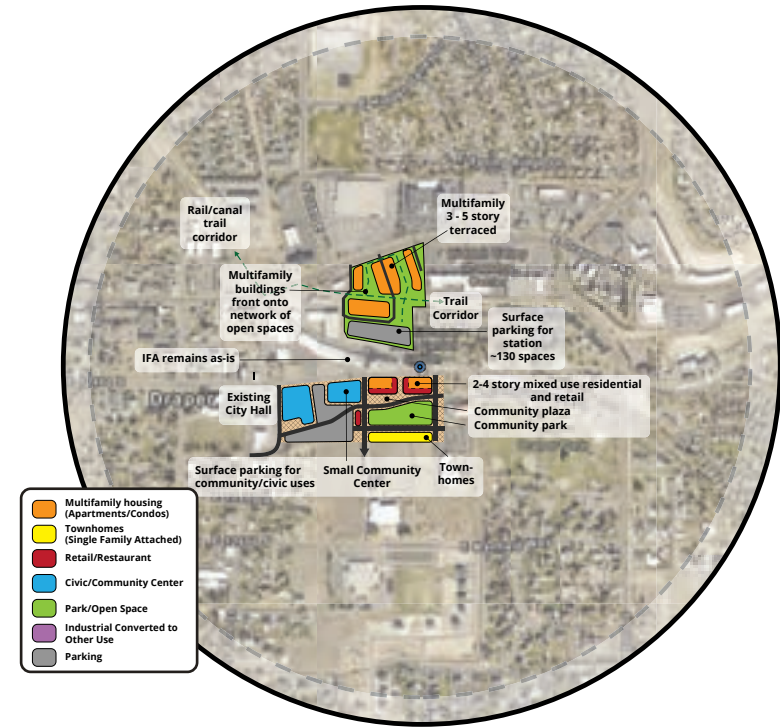 Multifamily
3 - 5 story
terraced
Rail/canal
trail
corridor
Multifamily
buildings
front onto
network of
open spaces
Trail
Corridor
Surface
parking for
station
~130 spaces
IFA remains as-is
Existing
City Hall
2-4 story mixed use residential
and retail
Community plaza
Community park
Surface parking for
community/civic uses
Small Community
Center
Town-
homes
Multifamily housing
(Apartments/Condos)
Townhomes
(Single Family Attached)
Retail/Restaurant
Civic/Community Center
Park/Open Space
Industrial Converted to
Other Use
Parking